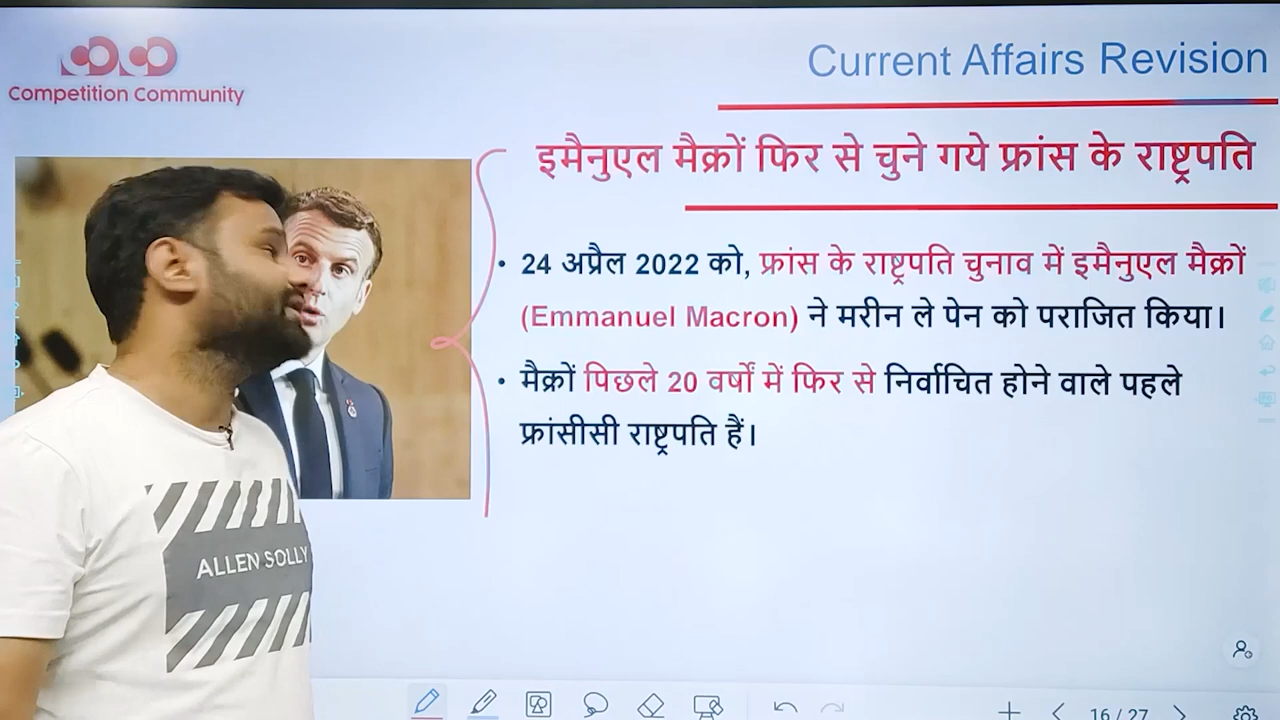 Competition Community
Current Affairs Revision
इमैनुएल मैक्रों फिर से चुने गये फ्रांस के राष्ट्रपति
• 24 अप्रैल 2022 को, फ्रांस के राष्ट्रपति चुनाव में इमैनुएल मैक्रों
(Emmanuel Macron) ने मरीन ले पेन को पराजित किया।
• मैक्रों पिछले 20 वर्षों में फिर से निर्वाचित होने वाले पहले
फ्रांसीसी राष्ट्रपति हैं।
ALLEN SOLLY
16 / 27